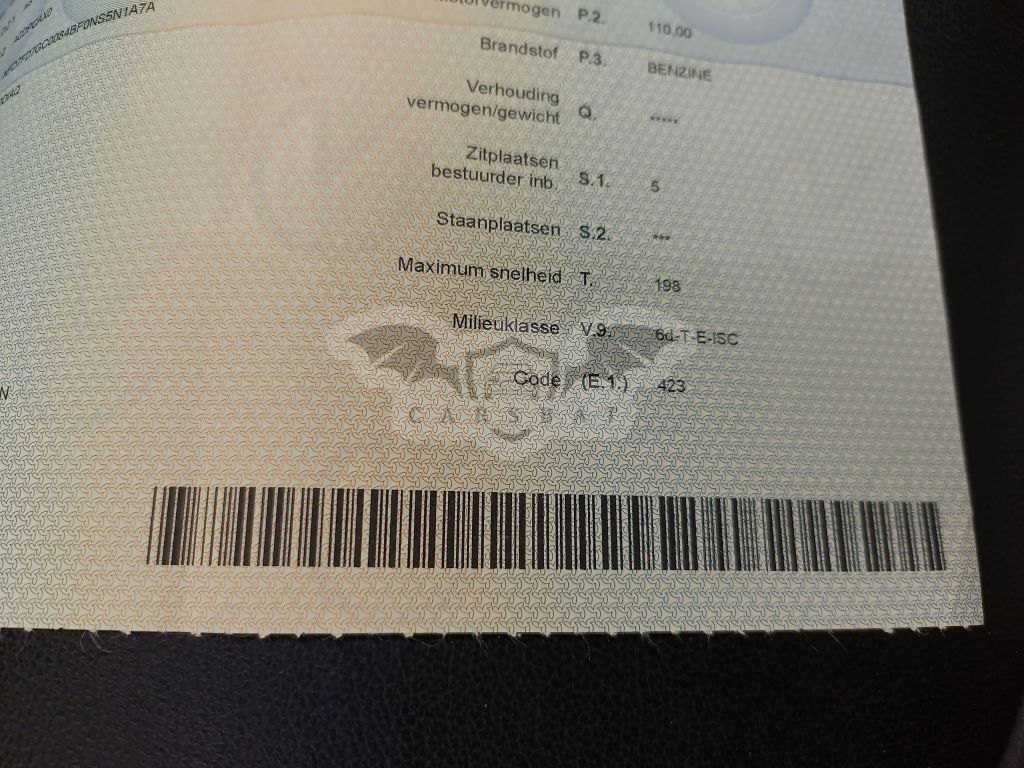 P.2. 110.00
Brandstof P.3. BENZINE
Verhouding
vermogen/gewicht Q. -----
Zitplaatsen
bestuurder inb. S.1. 5
Staanplaatsen S.2. ---
Maximum snelheid T. 198
Milieuklasse V.9. 6d-T-E-ISC
Code (E.1.) 423
CARSBAT